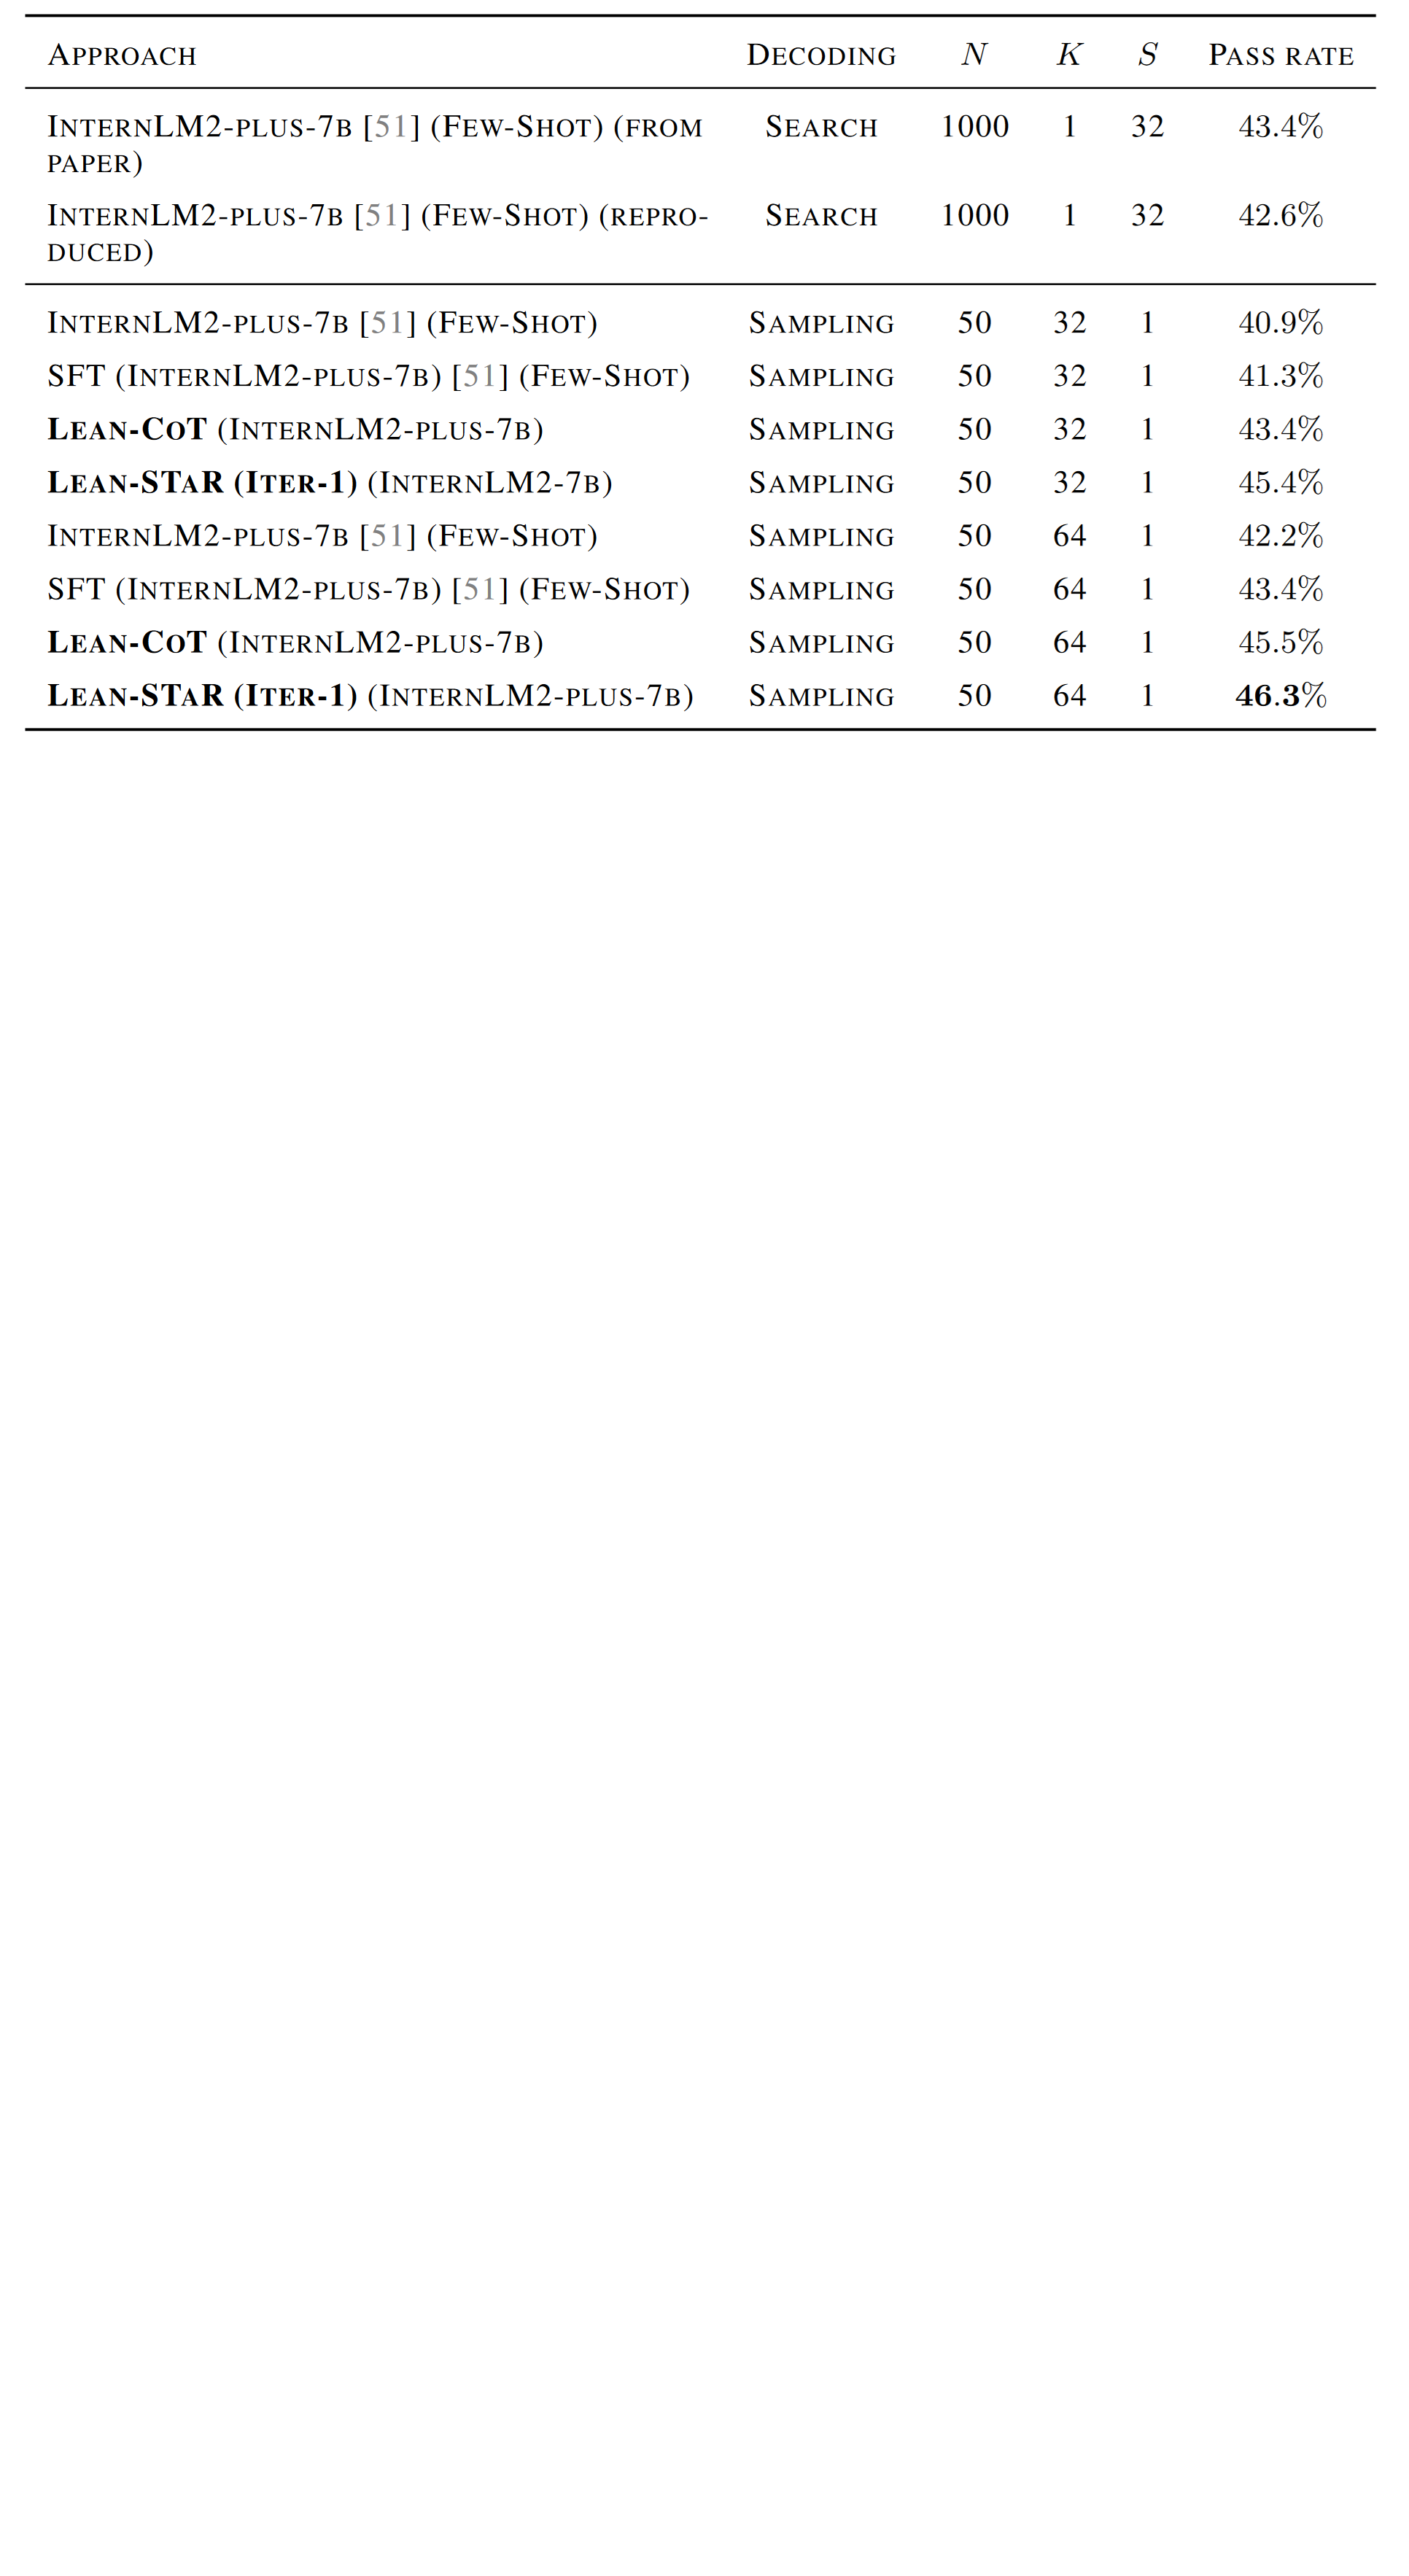 APPROACH DECODING N K S PASS RATE
INTERNLM2-PLUS-7B [51] (FEW-SHOT) (FROM SEARCH 1000 1 32 43.4%
PAPER)
INTERNLM2-PLUS-7B [51] (FEW-SHOT) (REPRO- SEARCH 1000 1 32 42.6%
DUCED)
INTERNLM2-PLUS-7B [51] (FEW-SHOT) SAMPLING 50 32 1 40.9%
SFT (INTERNLM2-PLUS-7B) [51] (FEW-SHOT) SAMPLING 50 32 1 41.3%
LEAN-COT (INTERNLM2-PLUS-7B) SAMPLING 50 32 1 43.4%
LEAN-STAR (ITER-1) (INTERNLM2-7B) SAMPLING 50 32 1 45.4%
INTERNLM2-PLUS-7B [51] (FEW-SHOT) SAMPLING 50 64 1 42.2%
SFT (INTERNLM2-PLUS-7B) [51] (FEW-SHOT) SAMPLING 50 64 1 43.4%
LEAN-COT (INTERNLM2-PLUS-7B) SAMPLING 50 64 1 45.5%
LEAN-STAR (ITER-1) (INTERNLM2-PLUS-7B) SAMPLING 50 64 1 46.3%